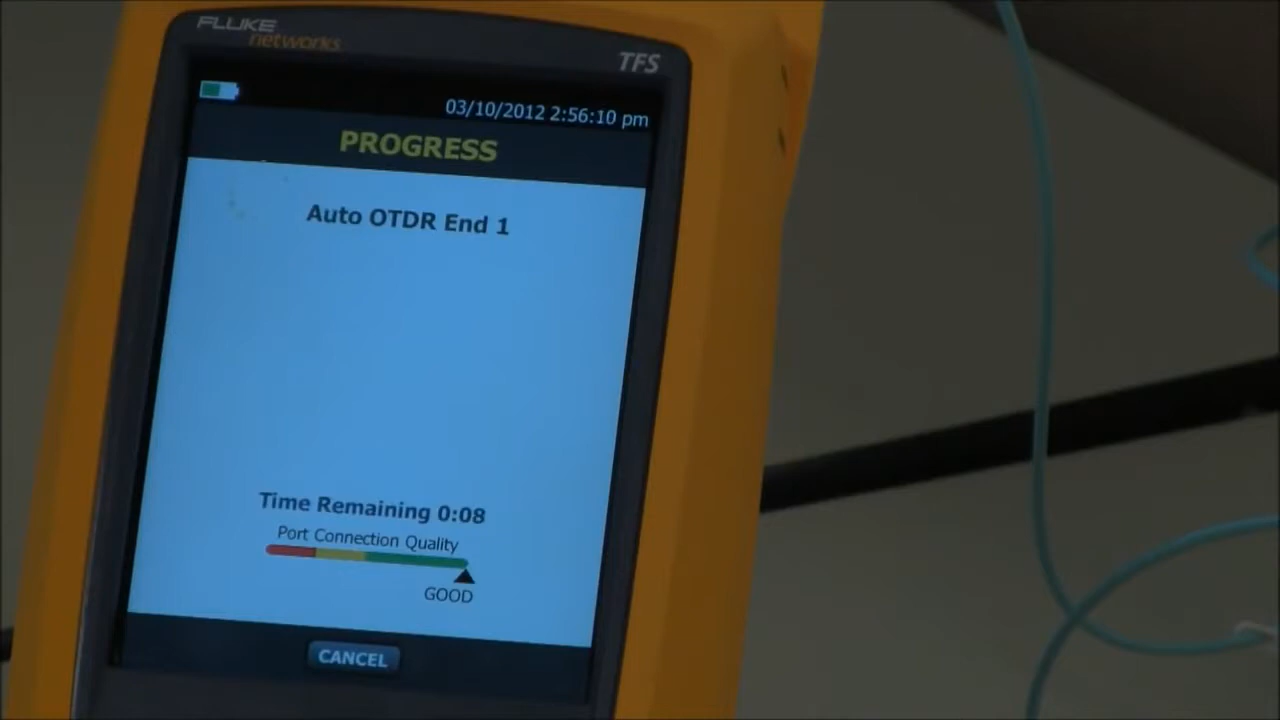 FLUKE
networks
TFS
03/10/2012 2:56:10 pm
PROGRESS
Auto OTDR End 1
Time Remaining 0:08
Port Connection Quality
GOOD
CANCEL